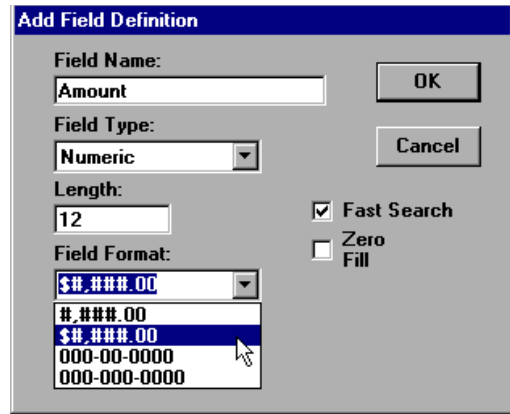 Add Field Definition
Field Name:
Amount
OK
Field Type:
Numeric
Cancel
Length:
12
Fast Search
Zero
Fill
Field Format:
$#,###.00
#,###.00
$#,###.00
000-00-0000
000-000-0000